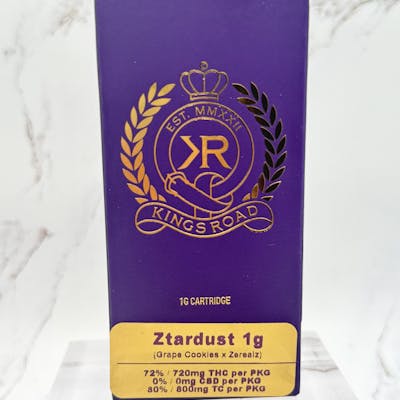 EST. MMXXII
KR
KINGS ROAD
1G CARTRIDGE
Ztardust 1g
(Grape Cookies x Zerealz)
72% / 720mg THC per PKG
0% / 0mg CBD per PKG
80% / 800mg TC per PKG